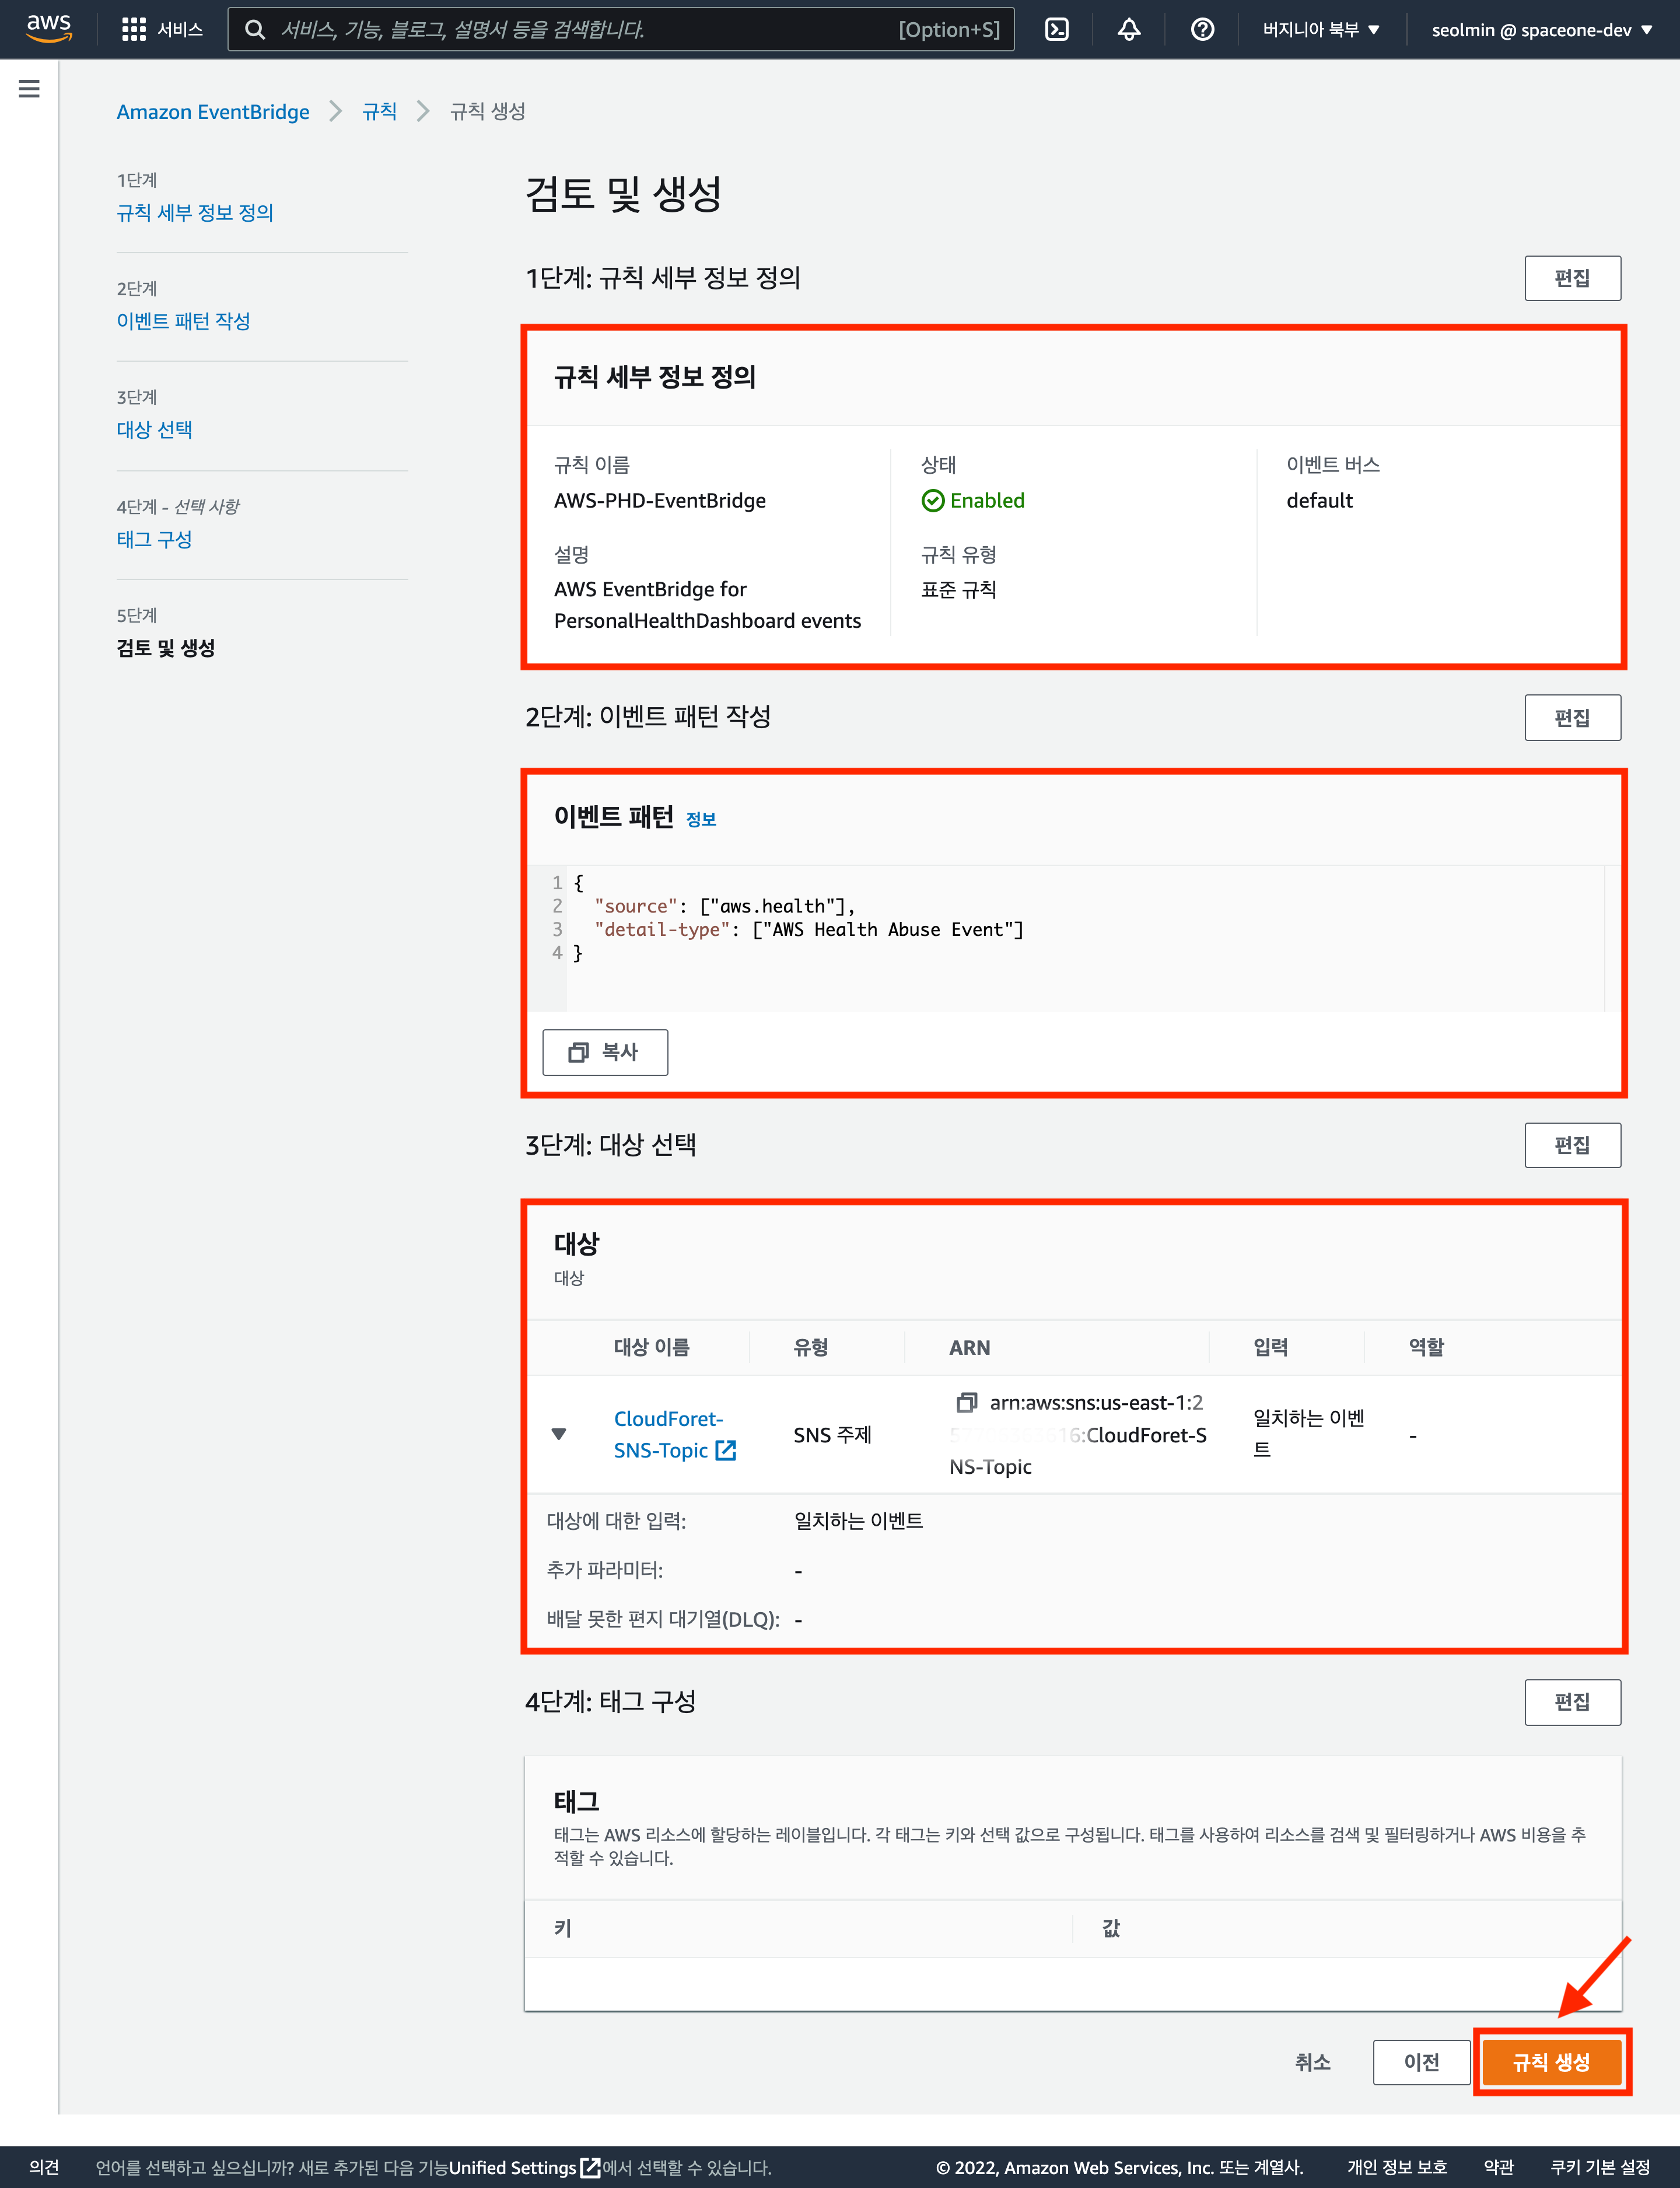 aws
서비스
서비스, 기능, 블로그, 설명서 등을 검색합니다.
[Option+S]
버지니아 북부
seolmin @ spaceone-dev
Amazon EventBridge
규칙
규칙 생성
1단계
규칙 세부 정보 정의
2단계
이벤트 패턴 작성
3단계
대상 선택
4단계 - 선택 사항
태그 구성
5단계
검토 및 생성
검토 및 생성
1단계: 규칙 세부 정보 정의
편집
규칙 세부 정보 정의
규칙 이름
AWS-PHD-EventBridge
설명
AWS EventBridge for
PersonalHealthDashboard events
상태
Enabled
규칙 유형
표준 규칙
이벤트 버스
default
2단계: 이벤트 패턴 작성
편집
이벤트 패턴 정보
1 {
2 "source": ["aws.health"],
3 "detail-type": ["AWS Health Abuse Event"]
4 }
복사
3단계: 대상 선택
편집
대상
대상
대상 이름 유형 ARN 입력 역할
CloudForet-
SNS-Topic
SNS 주제
arn:aws:sns:us-east-1:2
616:CloudForet-S
NS-Topic
일치하는 이벤
트
-
대상에 대한 입력: 일치하는 이벤트
추가 파라미터: -
배달 못한 편지 대기열(DLQ): -
4단계: 태그 구성
편집
태그
태그는 AWS 리소스에 할당하는 레이블입니다. 각 태그는 키와 선택 값으로 구성됩니다. 태그를 사용하여 리소스를 검색 및 필터링하거나 AWS 비용을 추
적할 수 있습니다.
키 값
취소
이전
규칙 생성
의견
언어를 선택하고 싶으십니까? 새로 추가된 다음 기능Unified Settings에서 선택할 수 있습니다.
© 2022, Amazon Web Services, Inc. 또는 계열사.
개인 정보 보호
약관
쿠키 기본 설정